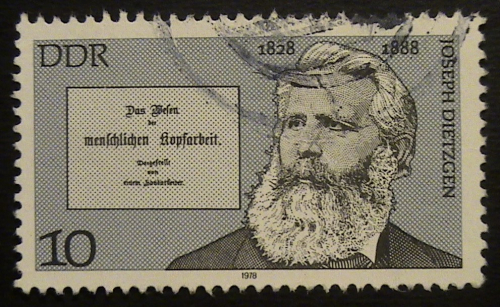 DDR
1828 1888
JOSEPH DIETZGEN
Das Wesen
der
menschlichen Kopfarbeit.
Dargestellt
von
einem Handarbeiter.
10
1978